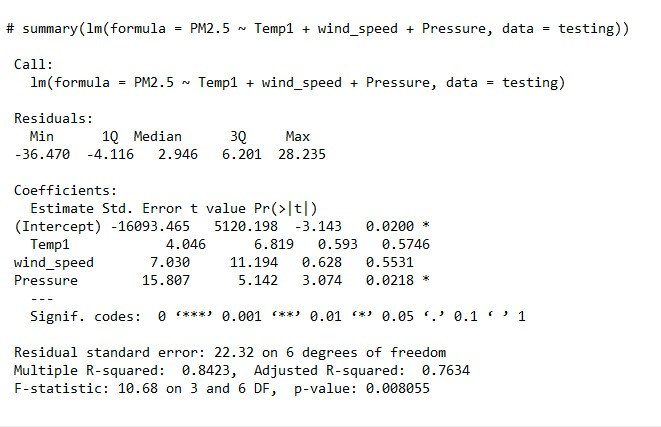 # summary(lm(formula = PM2.5 ~ Temp1 + wind_speed + Pressure, data = testing))
Call:
lm(formula = PM2.5 ~ Temp1 + wind_speed + Pressure, data = testing)
Residuals:
Min 1Q Median 3Q Max
-36.470 -4.116 2.946 6.201 28.235
Coefficients:
Estimate Std. Error t value Pr(>|t|)
(Intercept) -16093.465 5120.198 -3.143 0.0200 *
Temp1 4.046 6.819 0.593 0.5746
wind_speed 7.030 11.194 0.628 0.5531
Pressure 15.807 5.142 3.074 0.0218 *
---
Signif. codes: 0 ‘***’ 0.001 ‘**’ 0.01 ‘*’ 0.05 ‘.’ 0.1 ‘ ’ 1
Residual standard error: 22.32 on 6 degrees of freedom
Multiple R-squared: 0.8423, Adjusted R-squared: 0.7634
F-statistic: 10.68 on 3 and 6 DF, p-value: 0.008055